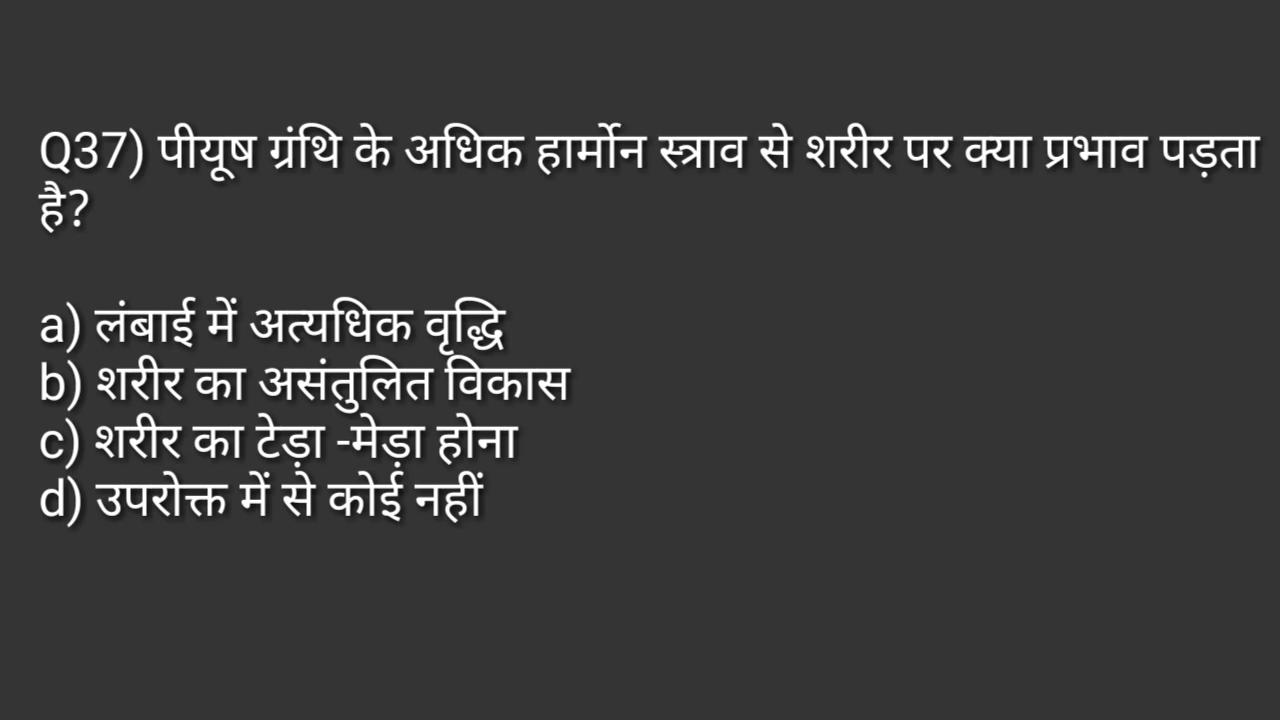 Q37) पीयूष ग्रंथि के अधिक हार्मोन स्त्राव से शरीर पर क्या प्रभाव पड़ता
है?
a) लंबाई में अत्यधिक वृद्धि
b) शरीर का असंतुलित विकास
c) शरीर का टेड़ा -मेड़ा होना
d) उपरोक्त में से कोई नहीं